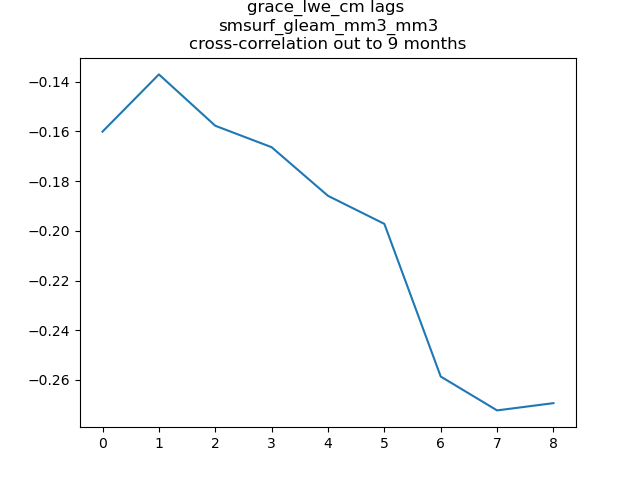 grace_lwe_cm lags
smsurf_gleam_mm3_mm3
cross-correlation out to 9 months
−0.14
−0.16
−0.18
−0.20
−0.22
−0.24
−0.26
0 1 2 3 4 5 6 7 8